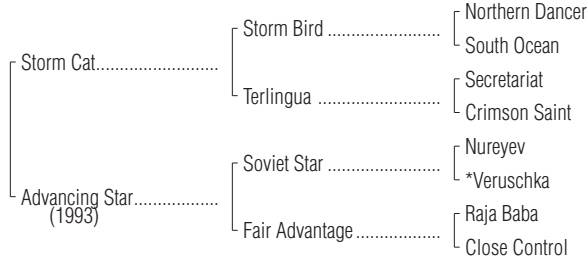 Northern Dancer
Storm Bird ..........................
South Ocean
Storm Cat............................
Secretariat
Terlingua ............................
Crimson Saint
Nureyev
Soviet Star ..........................
*Veruschka
Advancing Star...................
(1993)
Raja Baba
Fair Advantage ...................
Close Control